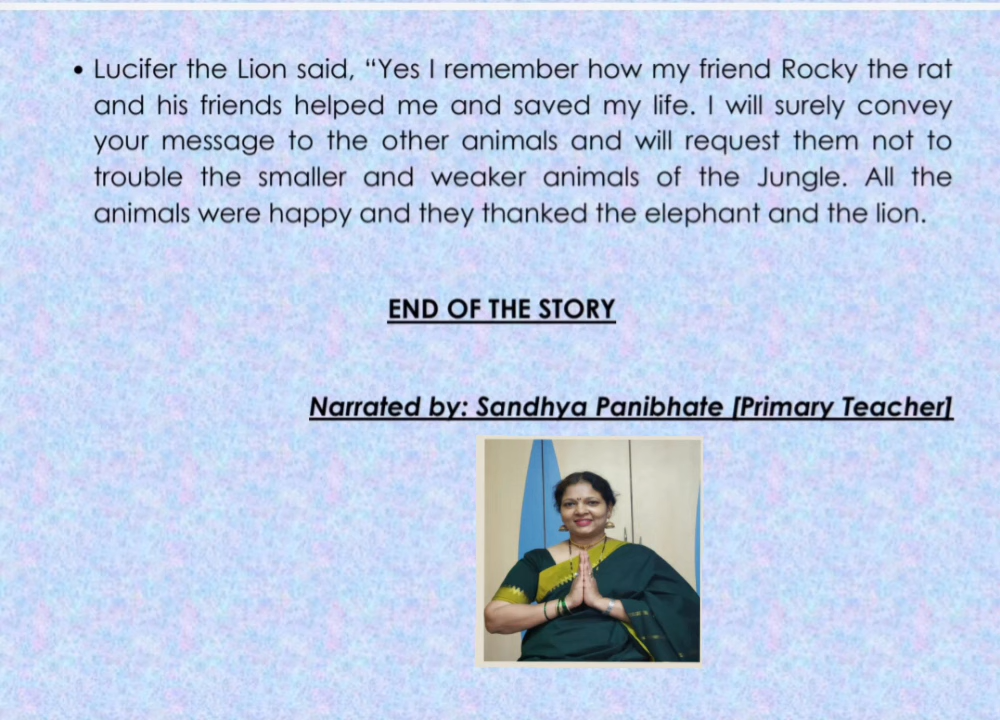 • Lucifer the Lion said, “Yes I remember how my friend Rocky the rat
and his friends helped me and saved my life. I will surely convey
your message to the other animals and will request them not to
trouble the smaller and weaker animals of the Jungle. All the
animals were happy and they thanked the elephant and the lion.
END OF THE STORY
Narrated by: Sandhya Panibhate [Primary Teacher]